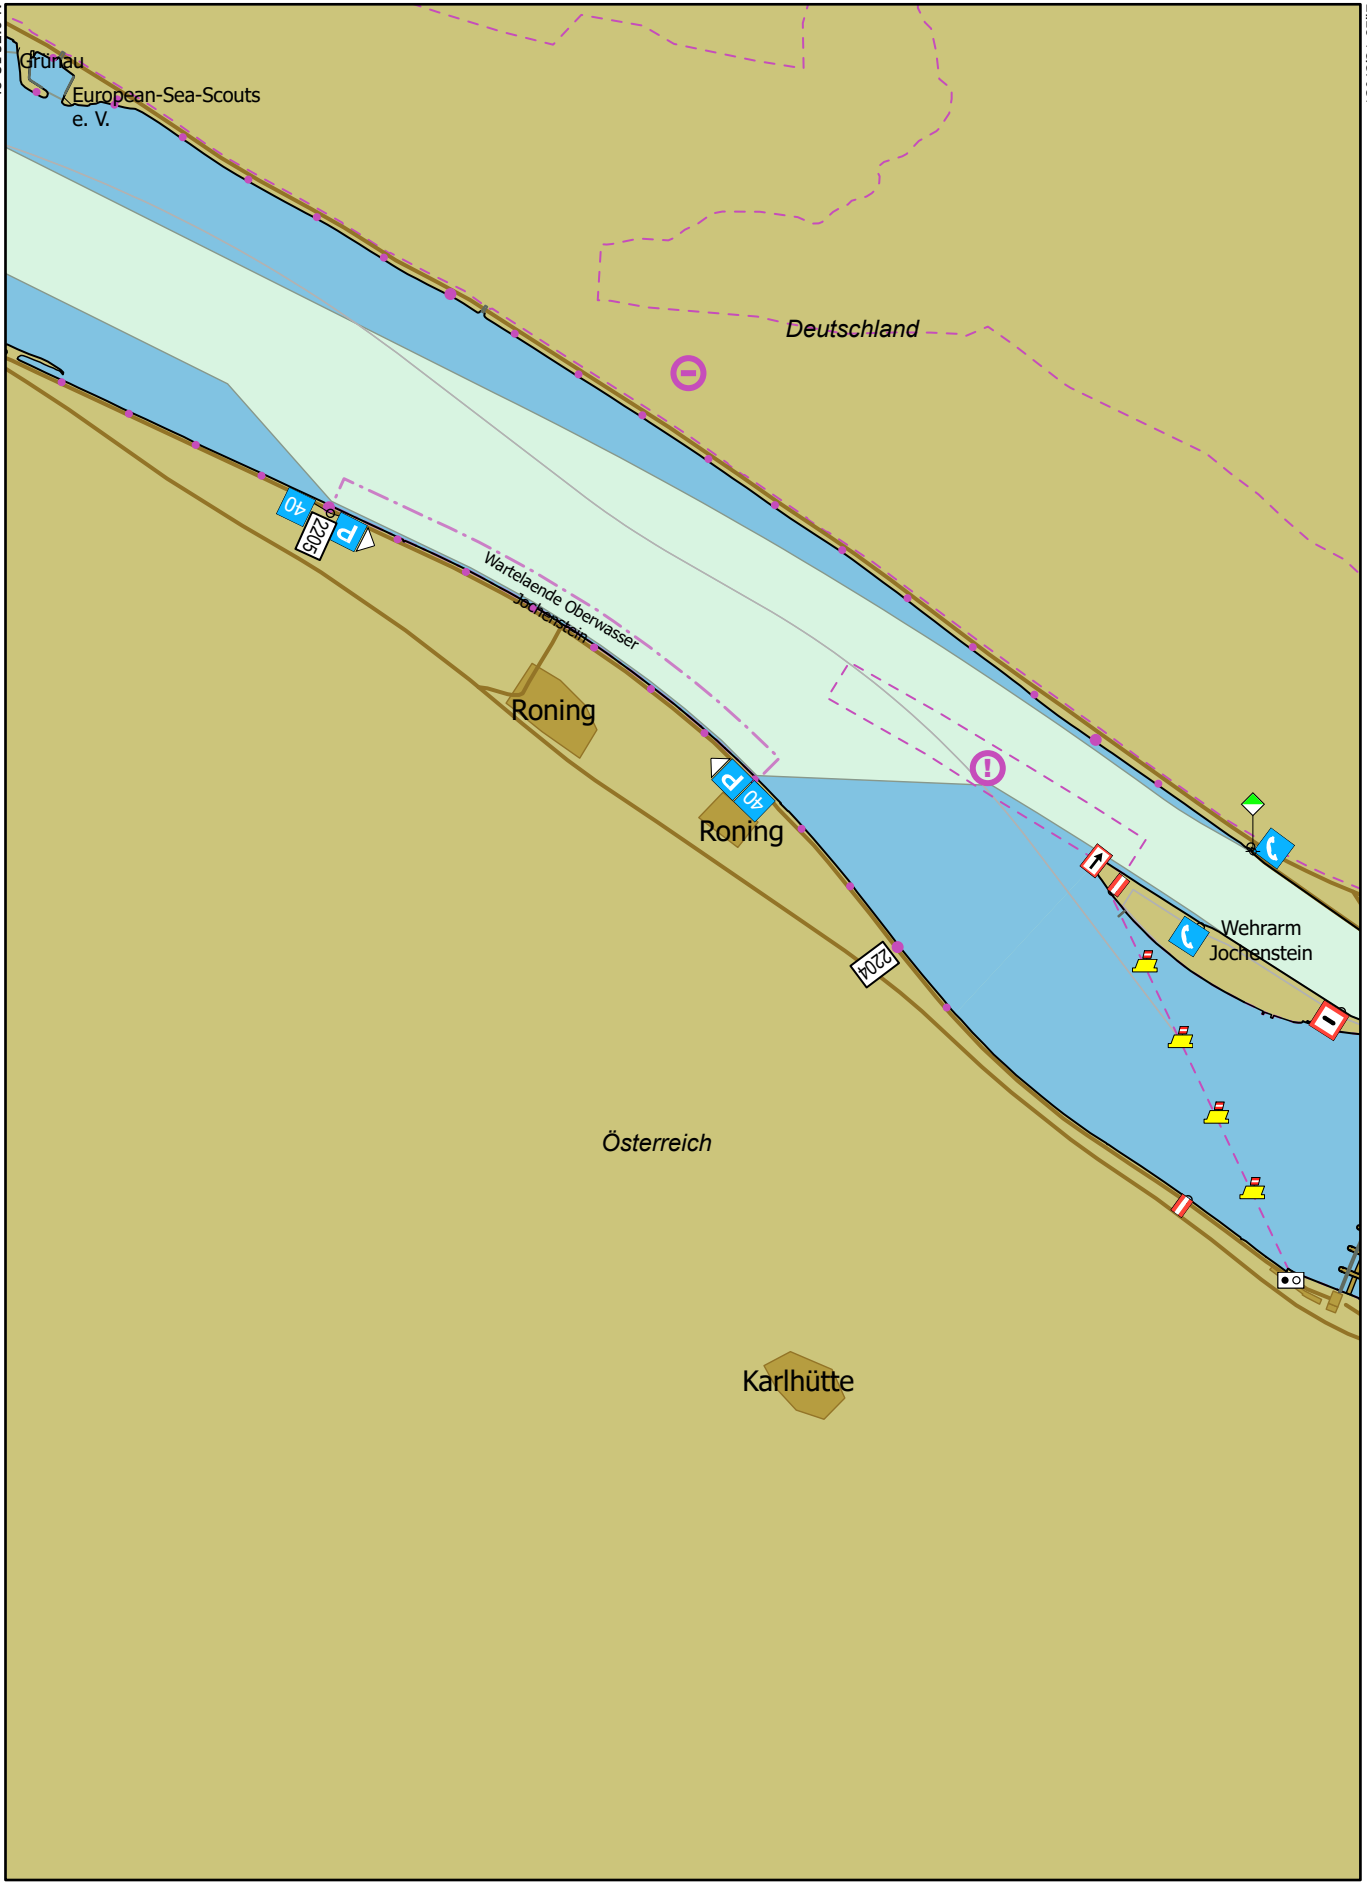 Grünau
European-Sea-Scouts
e. V.
Deutschland
40
2205
P
Wartelaende Oberwasser
Jochenstein
Roning
P
40
Roning
2204
Wehrarm
Jochenstein
Österreich
Karlhütte